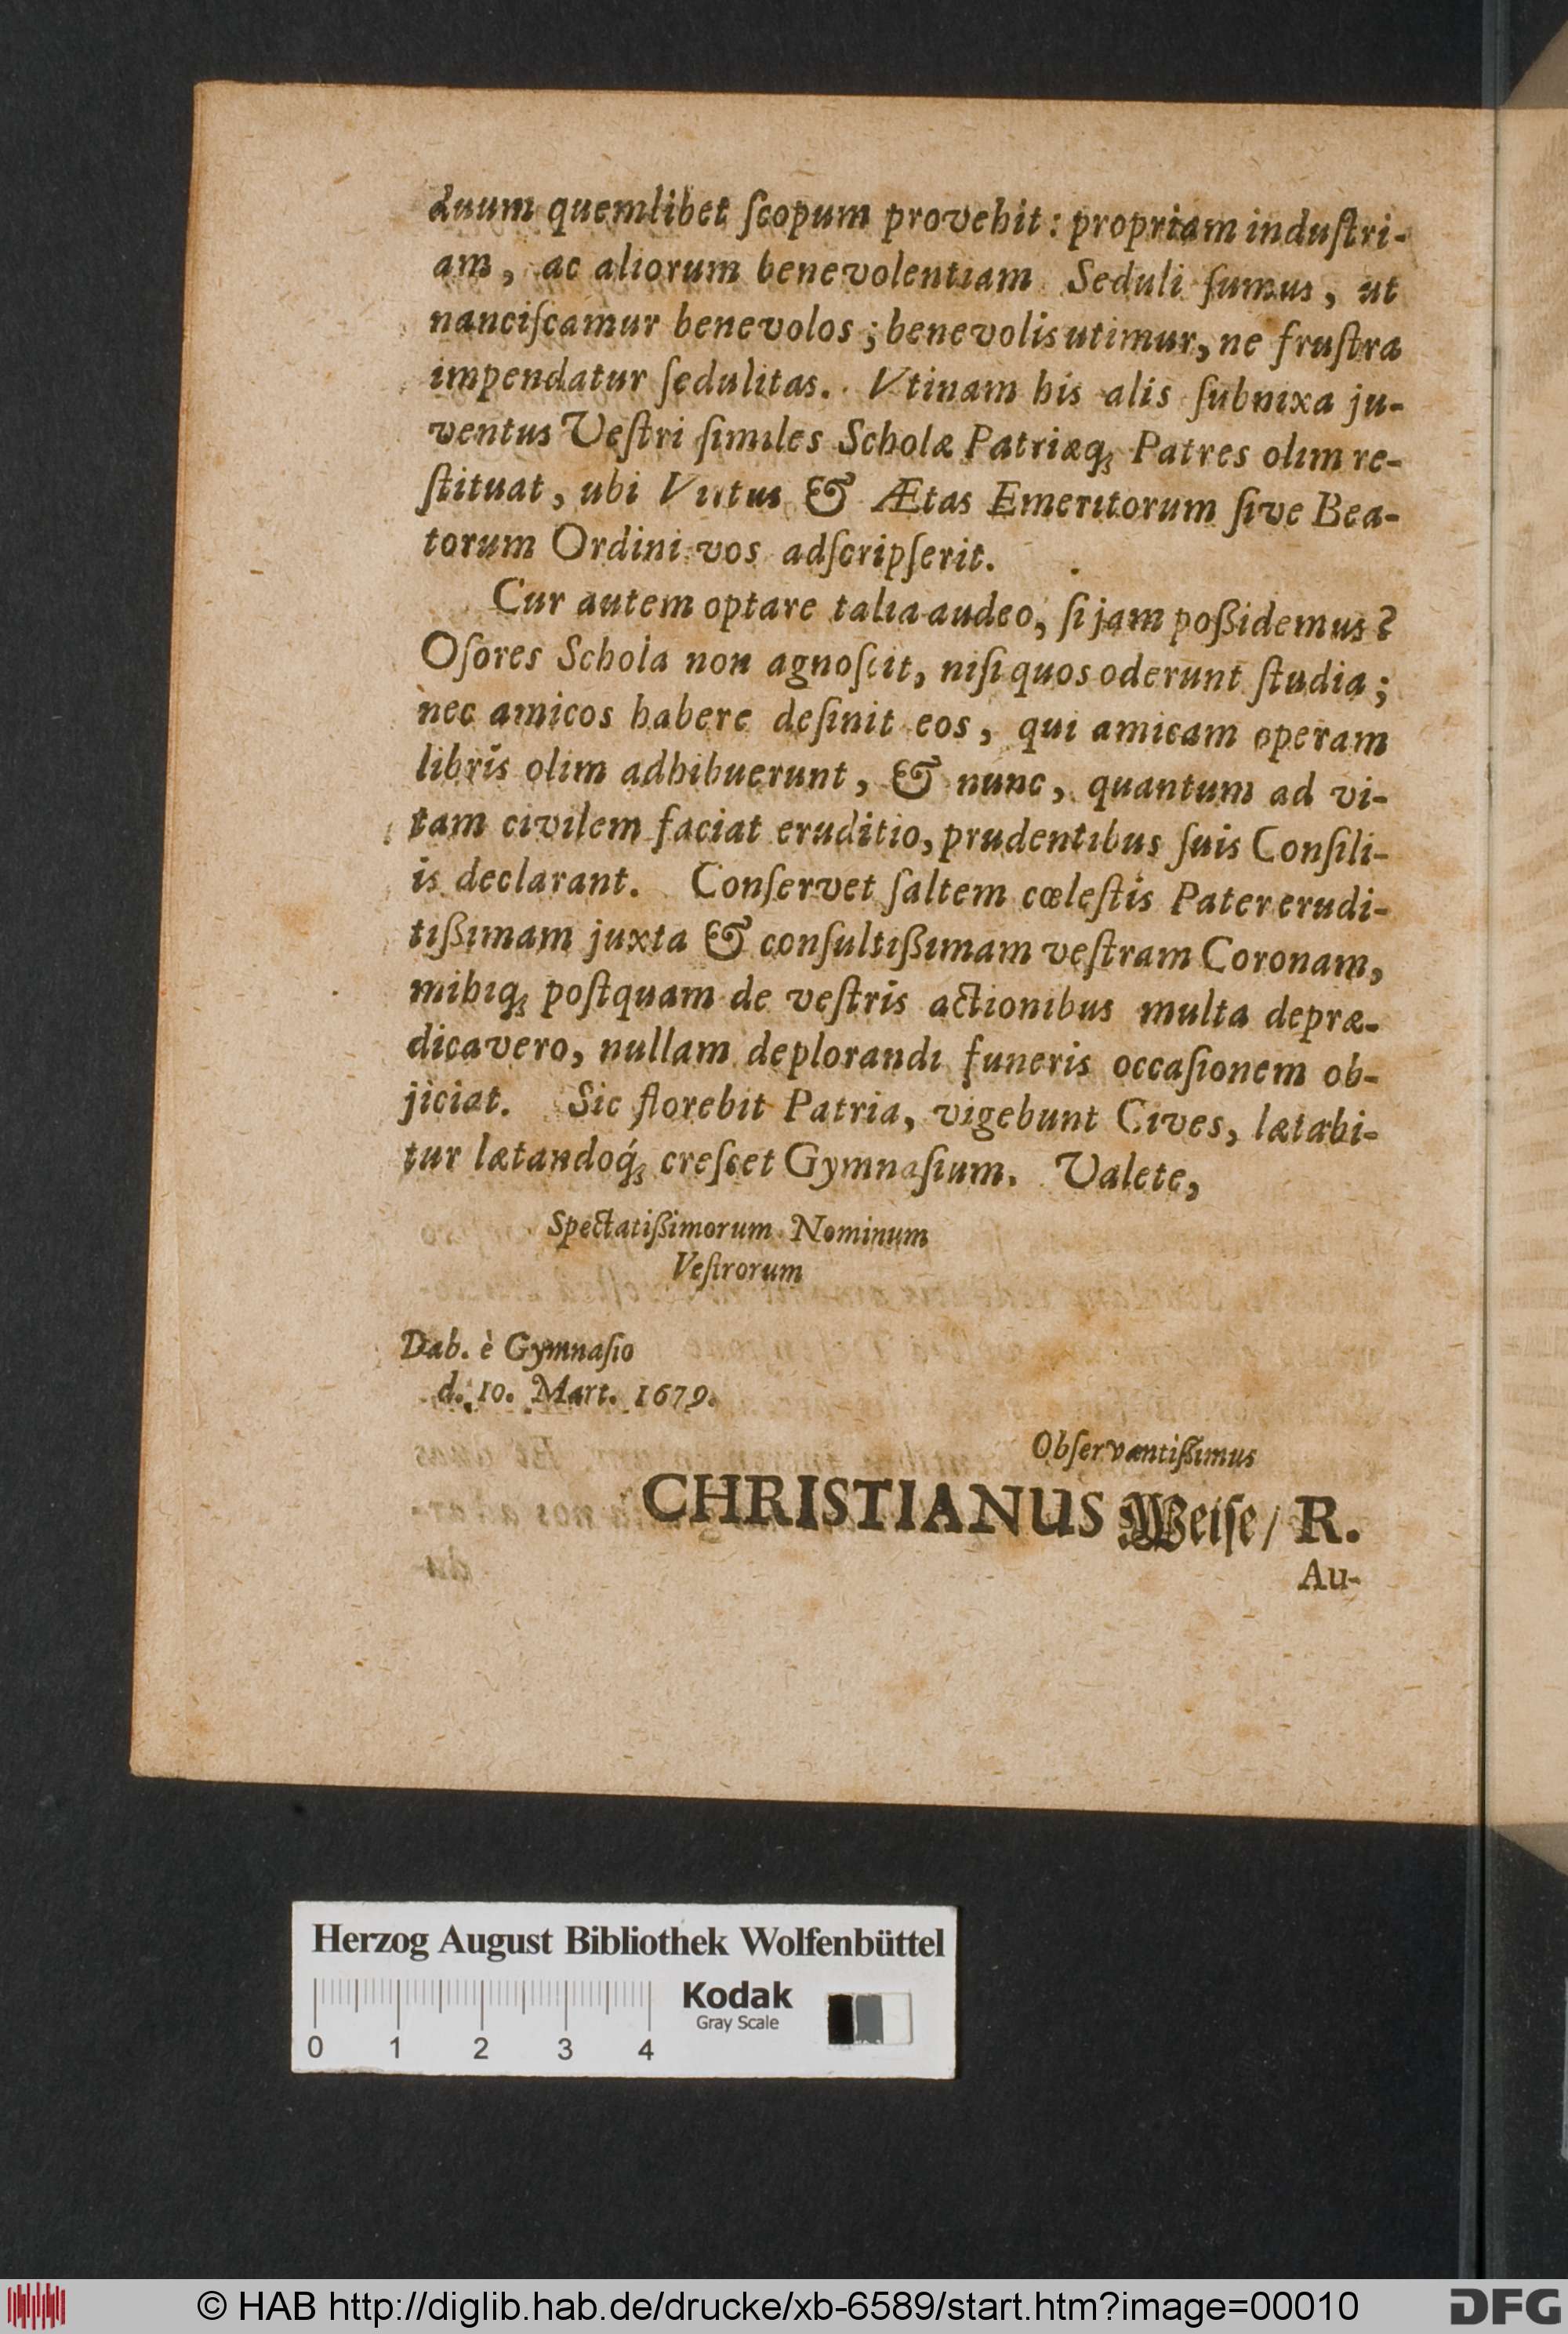 duum quemlibet ſcopum provehit: propriam induſtri-
am, ac aliorum benevolentiam Seduli ſumus, ut
nanciſcamur benevolos; benevolis utimur, ne fruſtra
impendatur ſedulitas. Vtinam his alis ſubnixa ju-
ventus Veſtri ſimiles Scholæ Patriæq; Patres olim re-
ſtituat, ubi Virtus & Ætas Emeritorum ſive Bea-
torum Ordini vos adſcripſerit.
Cur autem optare talia audeo, ſi jam poßidemus?
Oſores Schola non agnoſcit, niſi quos oderunt ſtudia;
nec amicos habere deſinit eos, qui amicam operam
libris olim adhibuerunt, & nunc, quantum ad vi-
tam civilem faciat eruditio, prudentibus ſuis Conſili-
is declarant. Conſervet ſaltem cœleſtis Pater erudi-
tißimam juxta & conſultißimam veſtram Coronam,
mihiq; poſtquam de veſtris actionibus multa depræ-
dicavero, nullam deplorandi funeris occaſionem ob-
jiciat. Sic florebit Patria, vigebunt Cives, lætabi-
tur lætandoq́; creſcet Gymnaſium. Valete,
Spectatißimorum Nominum
Veſtrorum
Dab. è Gymnaſio
d. 10. Mart. 1679.
Obſervantißimus
CHRISTIANUS Weiſe/ R.
Au-
Herzog August Bibliothek Wolfenbüttel
Kodak
Gray Scale
0 1 2 3 4
© HAB http://diglib.hab.de/drucke/xb-6589/start.htm?image=00010
DFG